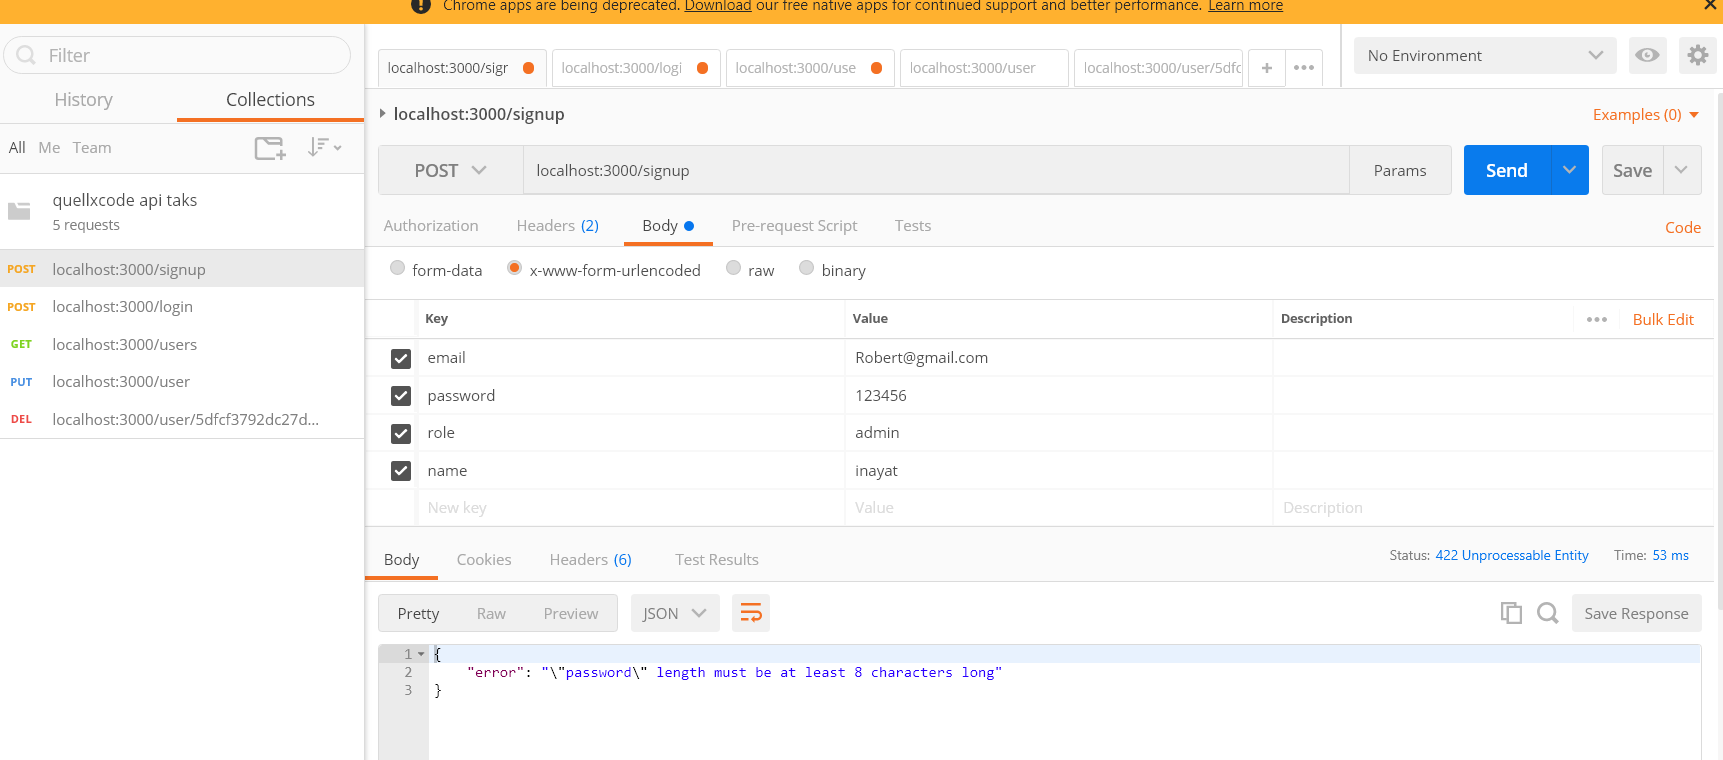 Chrome apps are being deprecated. Download our free native apps for continued support and better performance. Learn more
Filter
History Collections
All Me Team
quellxcode api taks
5 requests
POST localhost:3000/signup
POST localhost:3000/login
GET localhost:3000/users
PUT localhost:3000/user
DEL localhost:3000/user/5dfcf3792dc27d...
localhost:3000/sigr localhost:3000/logi localhost:3000/use localhost:3000/user localhost:3000/user/5dfc + •••
No Environment
localhost:3000/signup
Examples (0)
POST localhost:3000/signup Params Send Save
Authorization Headers (2) Body Pre-request Script Tests Code
form-data x-www-form-urlencoded raw binary
Key Value Description ••• Bulk Edit
email Robert@gmail.com
password 123456
role admin
name inayat
New key Value Description
Body Cookies Headers (6) Test Results Status: 422 Unprocessable Entity Time: 53 ms
Pretty Raw Preview JSON Save Response
1 {
2 "error": "\"password\" length must be at least 8 characters long"
3 }